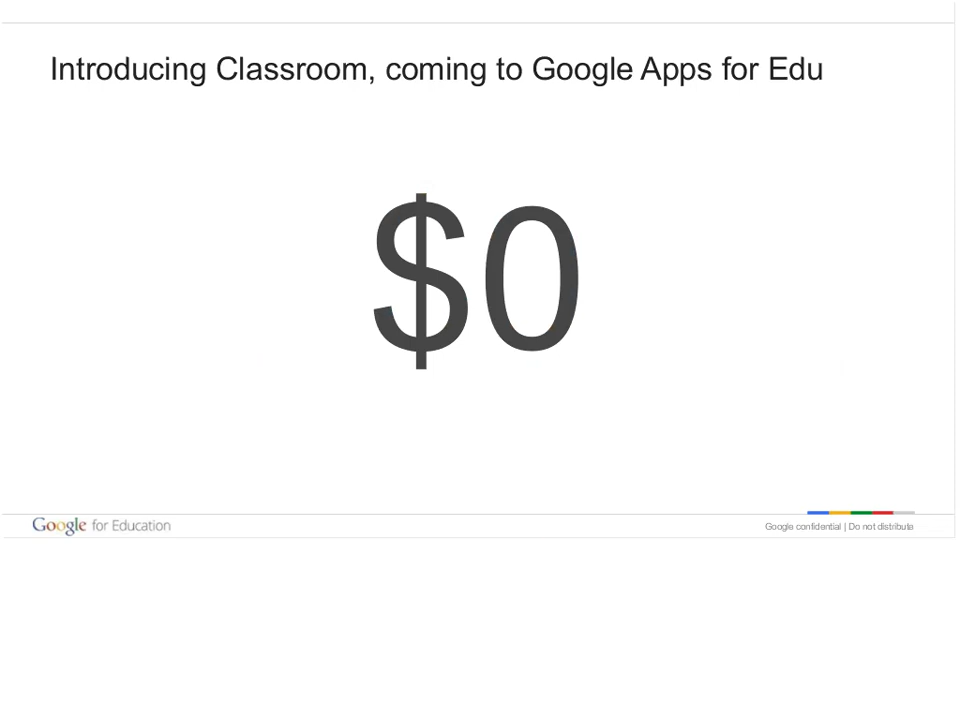 Introducing Classroom, coming to Google Apps for Edu
$0
Google for Education
Google confidential | Do not distribute